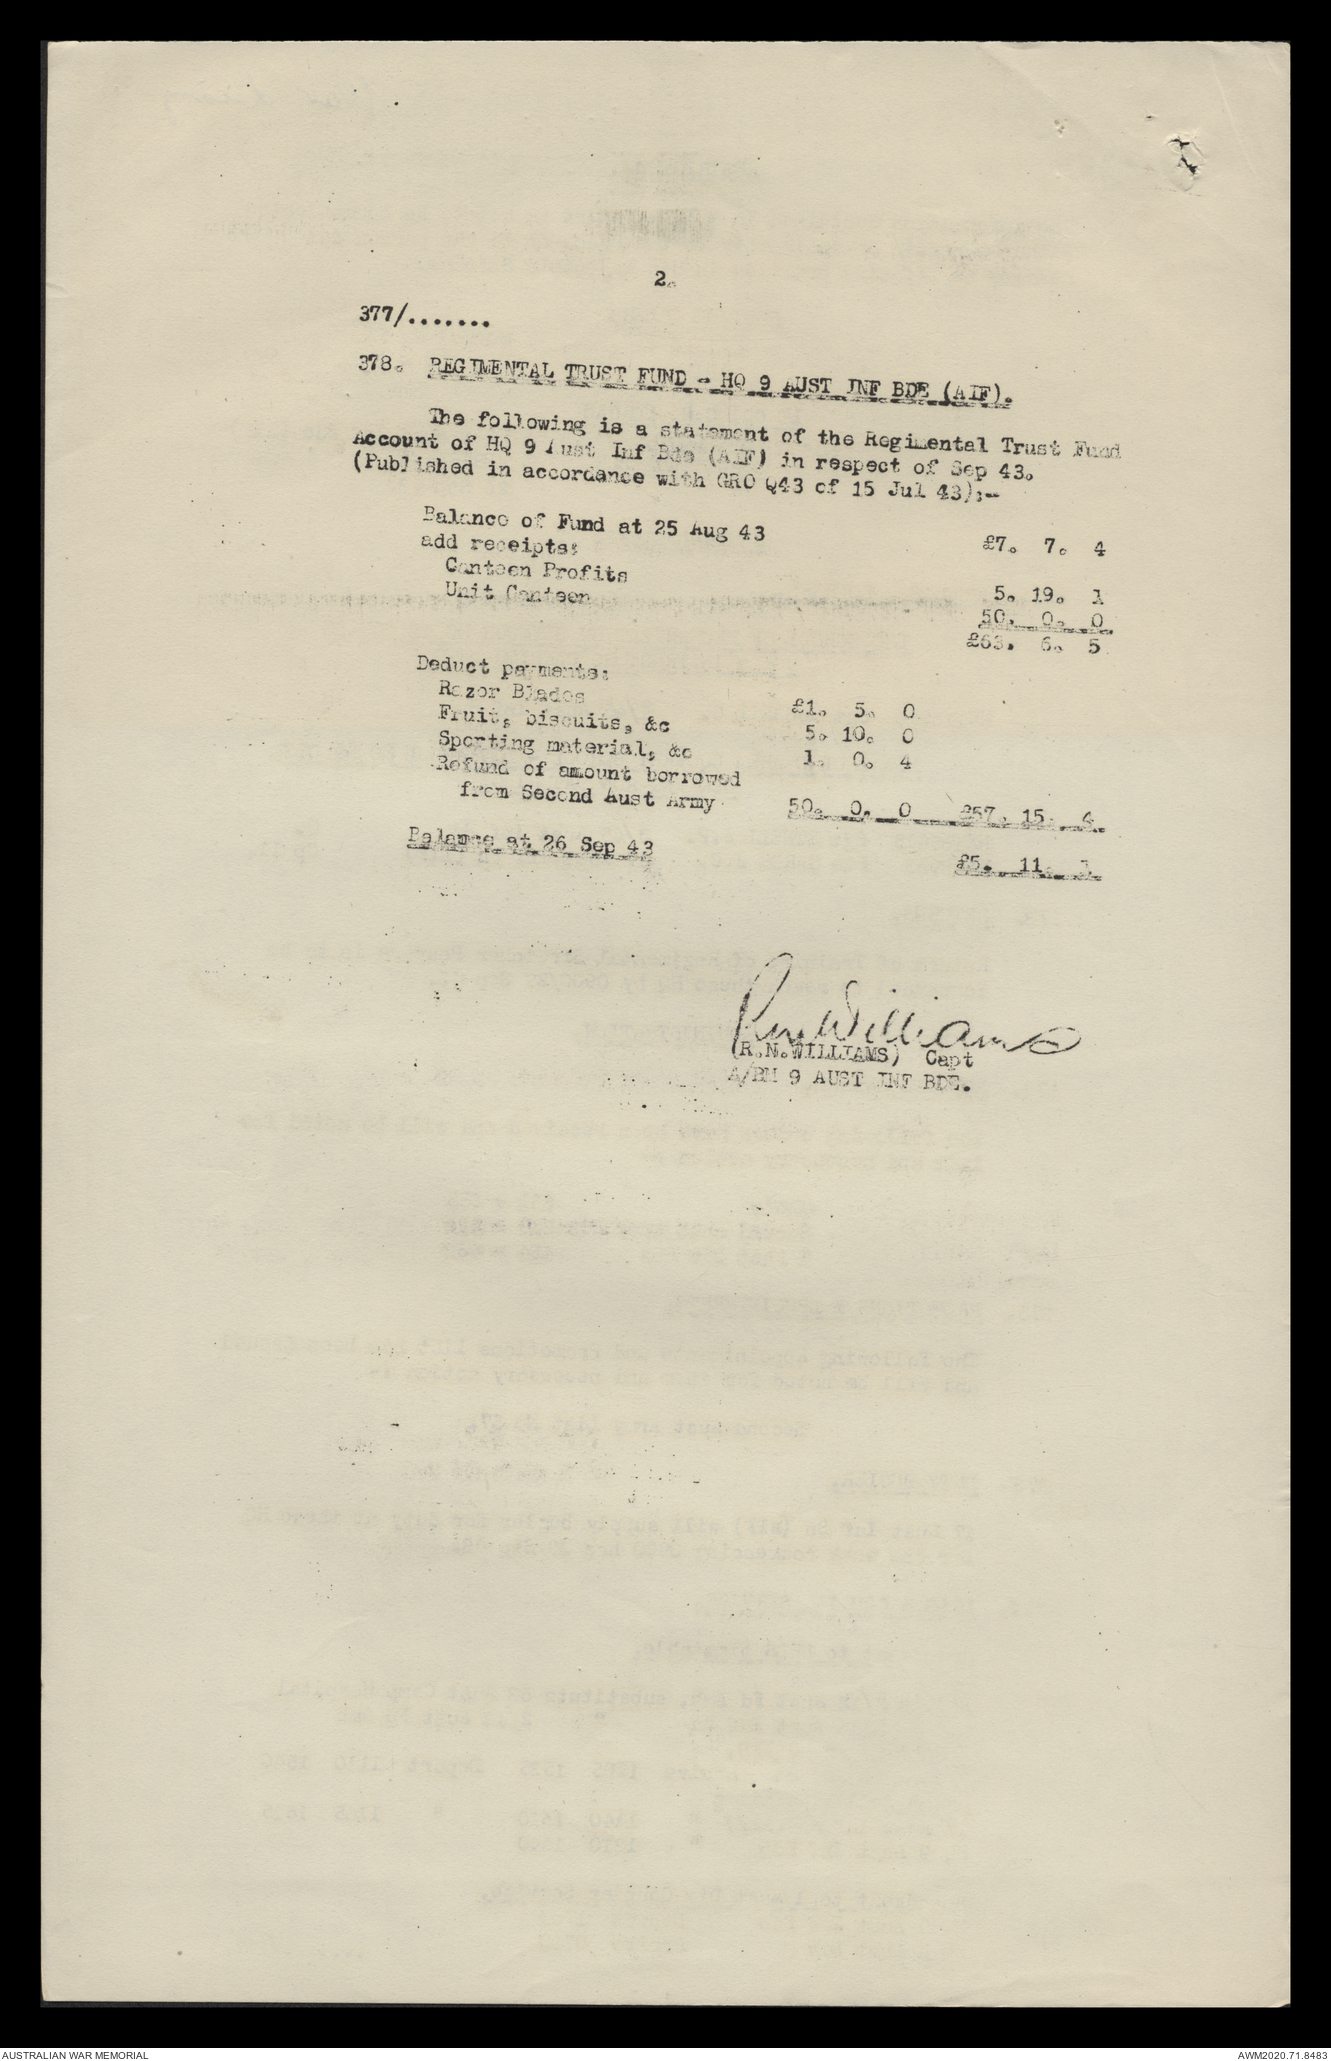 2.
377/.......
378. REGIMENTAL TRUST FUND - HQ 9 AUST INF BDE (AIF).
The following is a statement of the Regimental Trust Fund
Account of HQ 9 Aust Inf Bde (AIF) in respect of Sep 43.
(Published in accordance with GRO Q43 of 15 Jul 43):-
Balance of Fund at 25 Aug 43 £7. 7. 4
add receipts:
Canteen Profits 5. 19. 1
Unit Canteen 50. 0. 0
£63. 6. 5
Deduct payments:
Razor Blades £1. 5. 0
Fruit, biscuits, &c 5. 10. 0
Sporting material, &c 1. 0. 4
Refund of amount borrowed
from Second Aust Army 50. 0. 0 £57. 15. 4.
Balance at 26 Sep 43 £5. 11. 1
RNWilliams
(R.N.WILLIAMS) Capt
A/BM 9 AUST INF BDE.
AUSTRALIAN WAR MEMORIAL
AWM2020.71.8483